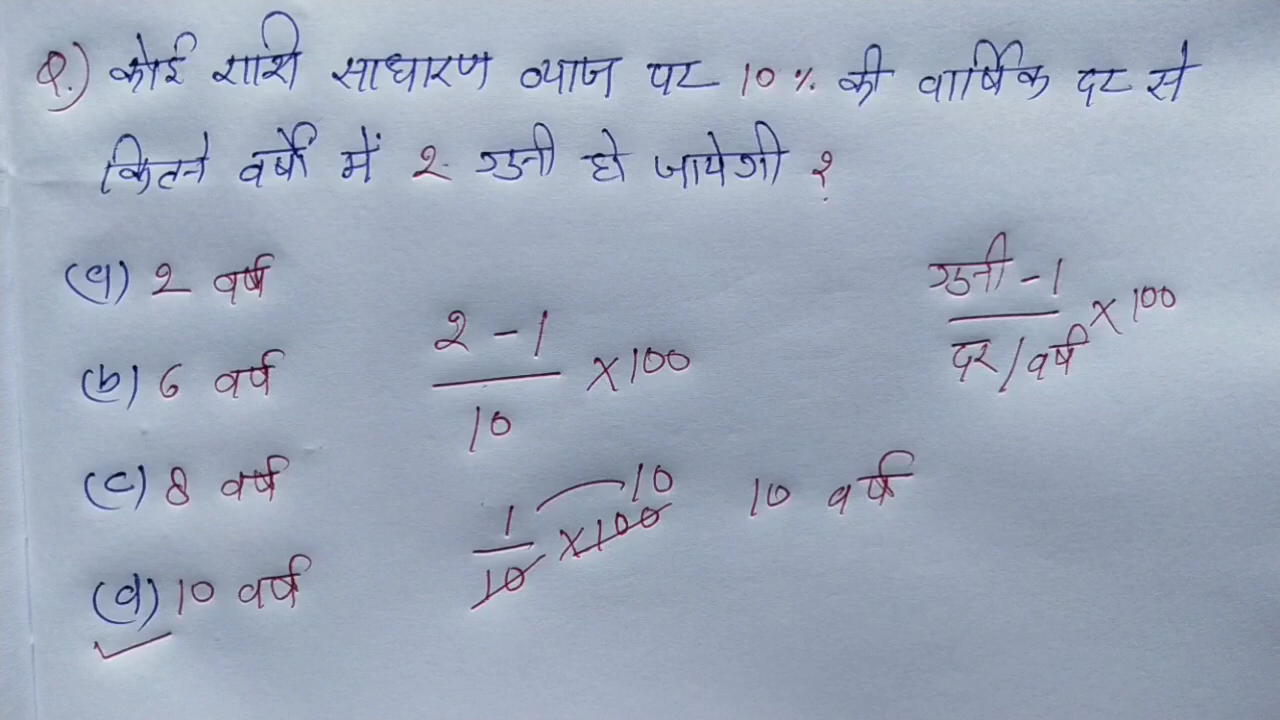 Q.) कोई राशि साधारण व्याज पर 10% की वार्षिक दर से
कितने वर्षो में 2 गुनी हो जायेगी ?
(a) 2 वर्ष
(b) 6 वर्ष
(c) 8 वर्ष
(d) 10 वर्ष
2 - 1
10
×100
1
10
×100
10
10 वर्ष
गुनी - 1
दर/वर्ष
×100